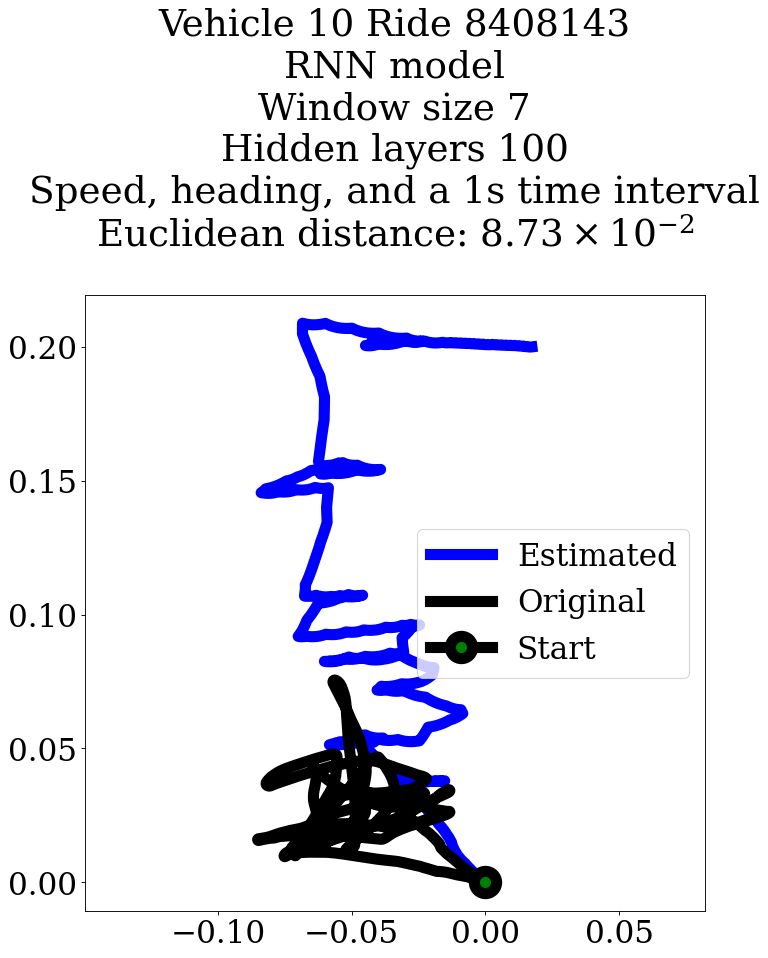 Vehicle 10 Ride 8408143
RNN model
Window size 7
Hidden layers 100
Speed, heading, and a 1s time interval
Euclidean distance: 8.73 × 10⁻²
0.20
0.15
0.10
0.05
0.00
Estimated
Original
Start
−0.10
−0.05
0.00
0.05